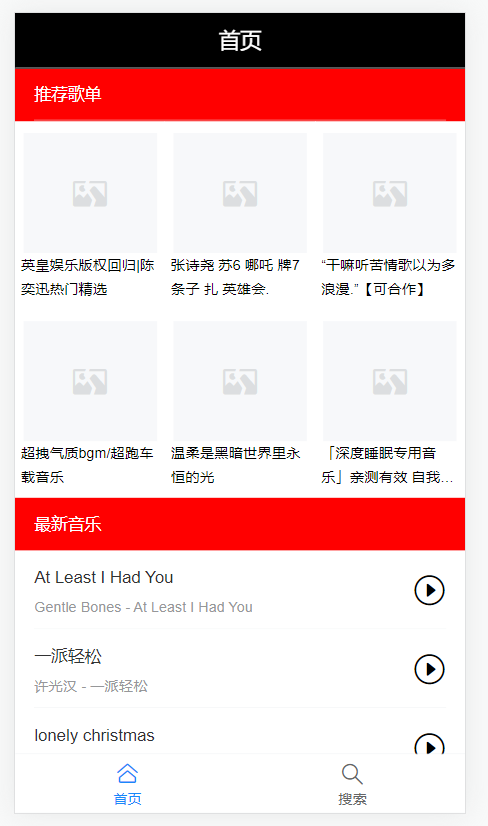 首页
推荐歌单
英皇娱乐版权回归|陈
奕迅热门精选
张诗尧 苏6 哪吒 牌7
条子 扎 英雄会.
“干嘛听苦情歌以为多
浪漫.”【可合作】
超拽气质bgm/超跑车
载音乐
温柔是黑暗世界里永
恒的光
「深度睡眠专用音
乐」亲测有效 自我...
最新音乐
At Least I Had You
Gentle Bones - At Least I Had You
一派轻松
许光汉 - 一派轻松
lonely christmas
首页
搜索